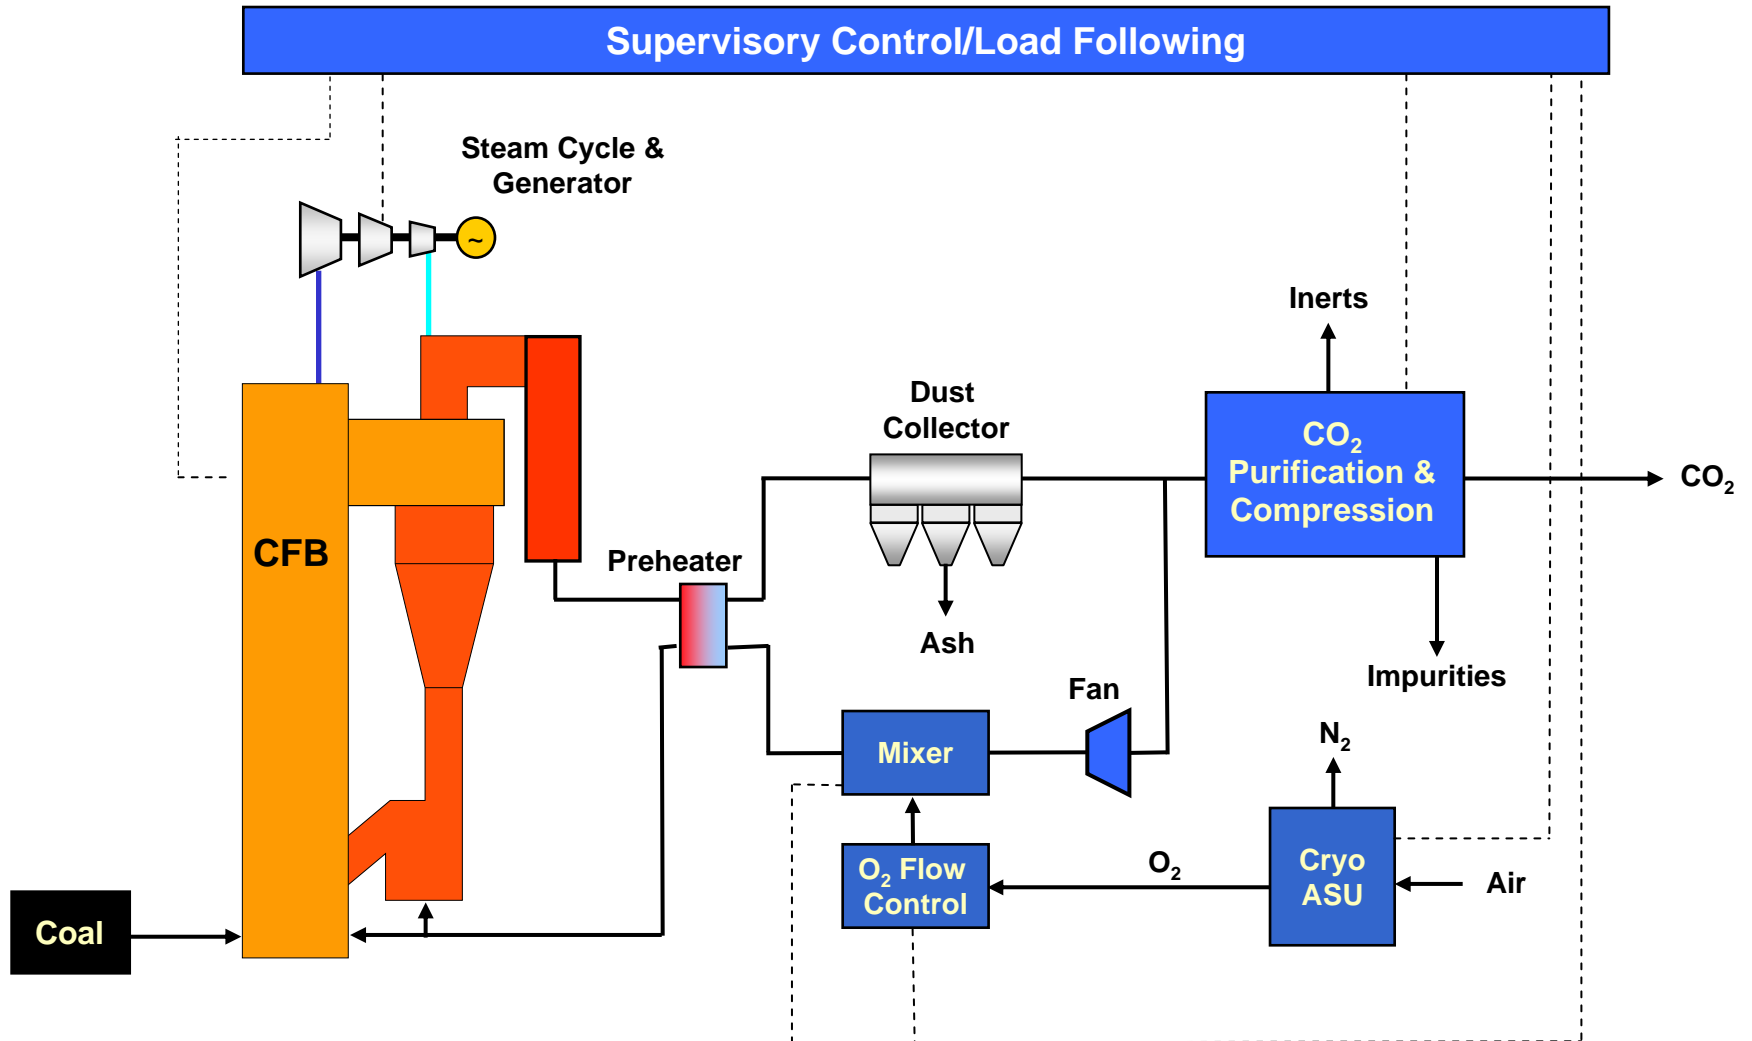 Supervisory Control/Load Following
Steam Cycle &
Generator
~
Inerts
Dust
Collector
CO₂
Purification &
Compression
CO₂
CFB
Preheater
Ash
Impurities
Fan
N₂
Mixer
O₂ Flow
Control
O₂
Cryo
ASU
Air
Coal